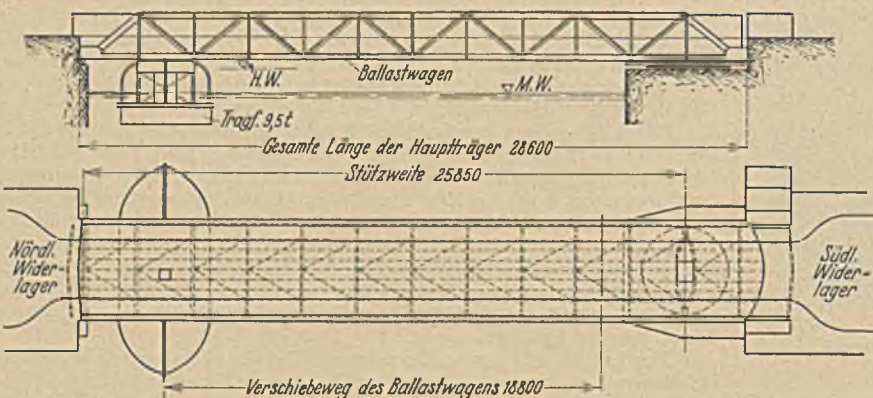 H.W.
Ballastwagen
M.W.
Tragf. 9,5t
Gesamte Länge der Hauptträger 28600
Stützweite 25850
Nördl.
Wider-
lager
Südl.
Wider-
lager
Verschiebeweg des Ballastwagens 18800